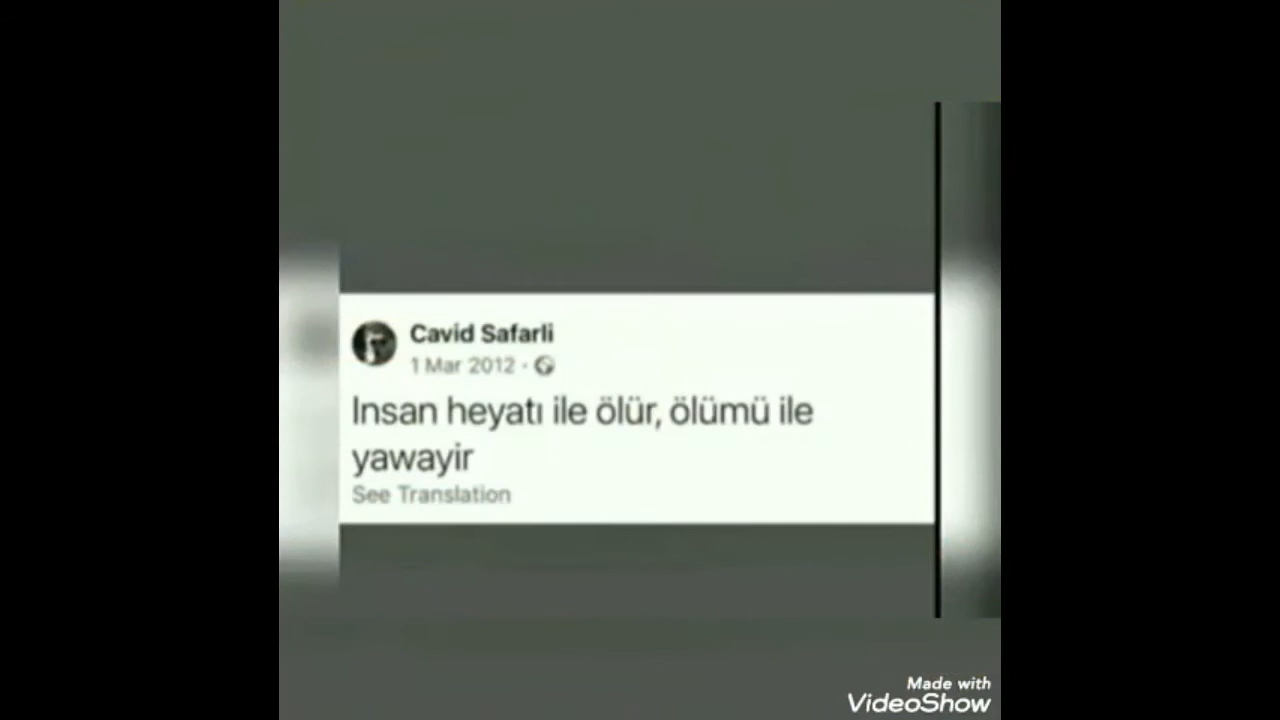 Cavid Safarli
1 Mar 2012 ·
Insan heyatı ile ölür, ölümü ile
yawayir
See Translation
Made with
VideoShow